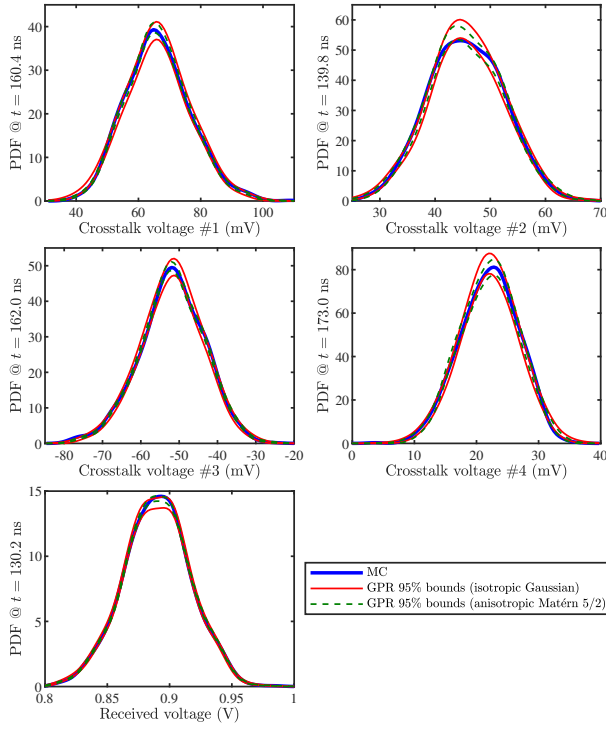 PDF @ t = 160.4 ns
40
30
20
10
0
40 60 80 100
Crosstalk voltage #1 (mV)
PDF @ t = 139.8 ns
60
50
40
30
20
10
0
30 40 50 60 70
Crosstalk voltage #2 (mV)
PDF @ t = 162.0 ns
50
40
30
20
10
0
-80 -70 -60 -50 -40 -30 -20
Crosstalk voltage #3 (mV)
PDF @ t = 173.0 ns
80
60
40
20
0
0 10 20 30 40
Crosstalk voltage #4 (mV)
PDF @ t = 130.2 ns
15
10
5
0
0.8 0.85 0.9 0.95 1
Received voltage (V)
MC
GPR 95% bounds (isotropic Gaussian)
GPR 95% bounds (anisotropic Matérn 5/2)